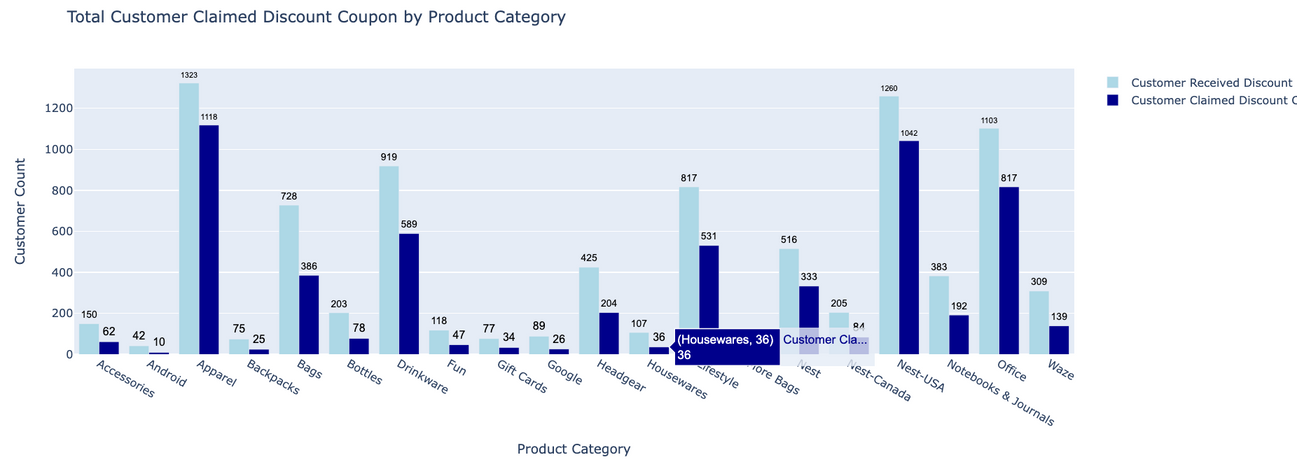 Total Customer Claimed Discount Coupon by Product Category
Customer Received Discount
Customer Claimed Discount
Customer Count
1200
1000
800
600
400
200
0
150
62
42
10
1323
1118
75
25
728
386
203
78
919
589
118
47
77
34
89
26
425
204
107
36
817
531
516
333
205
84
1260
1042
383
192
1103
817
309
139
(Housewares, 36)
36
Customer Cla...
Accessories
Android
Apparel
Backpacks
Bags
Bottles
Drinkware
Fun
Gift Cards
Google
Headgear
Housewares
Lifestyle
Bags
Nest
Nest-Canada
Nest-USA
Notebooks & Journals
Office
Waze
Product Category